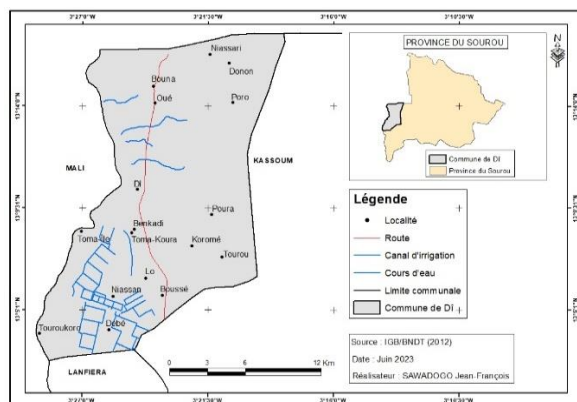 3°27'0"W
3°21'30"W
3°16'0"W
3°10'30"W
PROVINCE DU SOUROU
N
Niassari
Donon
Bouna
Oué
Poro
MALI
KASSOUM
Commune de DÎ
Province du Sourou
Dî
Poura
Benkadi
Toma-Koura
Koromé
Tourou
Lo
Niassan
Boussé
Touroukoro
Débé
LANFIERA
Légende
Localité
Route
Canal d'irrigation
Cours d'eau
Limite communale
Commune de Dî
Source : IGB/BNDT (2012)
Date : Juin 2023
Réalisateur : SAWADOGO Jean-François
0 3 6 12 Km
3°27'0"W
3°21'30"W
3°16'0"W
3°10'30"W